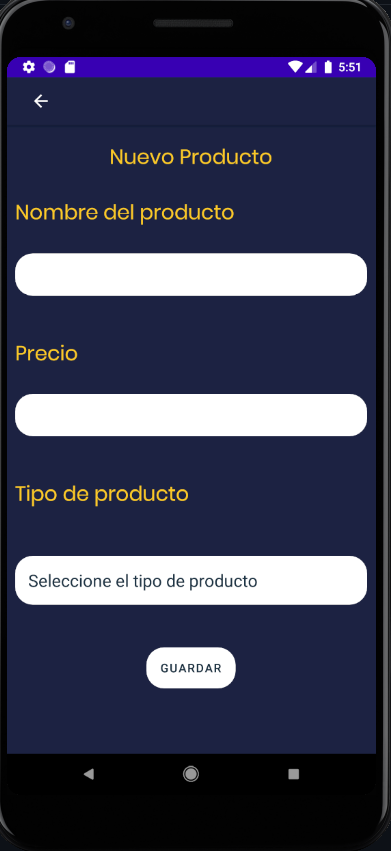 5:51
Nuevo Producto
Nombre del producto
Precio
Tipo de producto
Seleccione el tipo de producto
GUARDAR